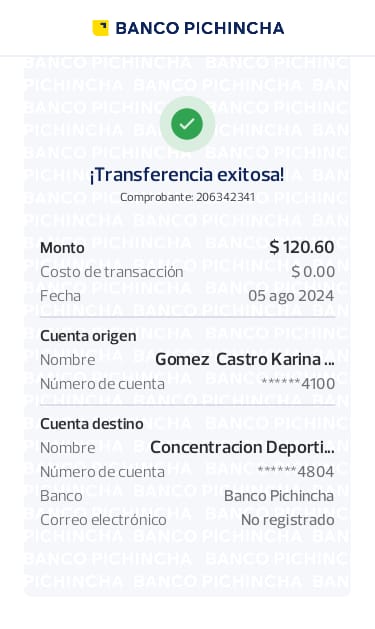 BANCO PICHINCHA
¡Transferencia exitosa!
Comprobante: 206342341
Monto $ 120.60
Costo de transacción $ 0.00
Fecha 05 ago 2024
Cuenta origen
Nombre Gomez Castro Karina ...
Número de cuenta ******4100
Cuenta destino
Nombre Concentracion Deporti...
Número de cuenta ******4804
Banco Banco Pichincha
Correo electrónico No registrado